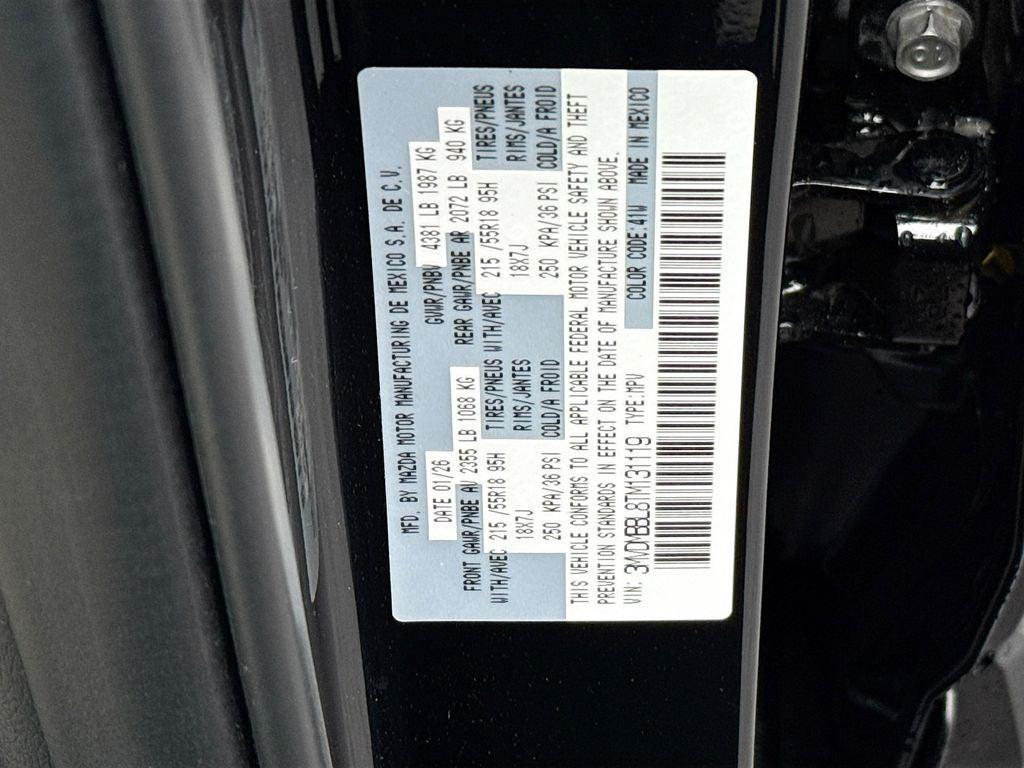 MFD. BY MAZDA MOTOR MANUFACTURING DE MEXICO S.A. DE C.V.
DATE 01/26 GVWR/PNBV 4381 LB 1987 KG
FRONT GAWR/PNBE AV 2355 LB 1068 KG REAR GAWR/PNBE AR 2072 LB 940 KG
WITH/AVEC 215 /55R18 95H TIRES/PNEUS WITH/AVEC 215 /55R18 95H TIRES/PNEUS
18X7J RIMS/JANTES 18X7J RIMS/JANTES
250 KPA/36 PSI COLD/A FROID 250 KPA/36 PSI COLD/A FROID
THIS VEHICLE CONFORMS TO ALL APPLICABLE FEDERAL MOTOR VEHICLE SAFETY AND THEFT
PREVENTION STANDARDS IN EFFECT ON THE DATE OF MANUFACTURE SHOWN ABOVE.
VIN: 3MVDMBBL8TM131119 TYPE:MPV COLOR CODE:41W MADE IN MEXICO